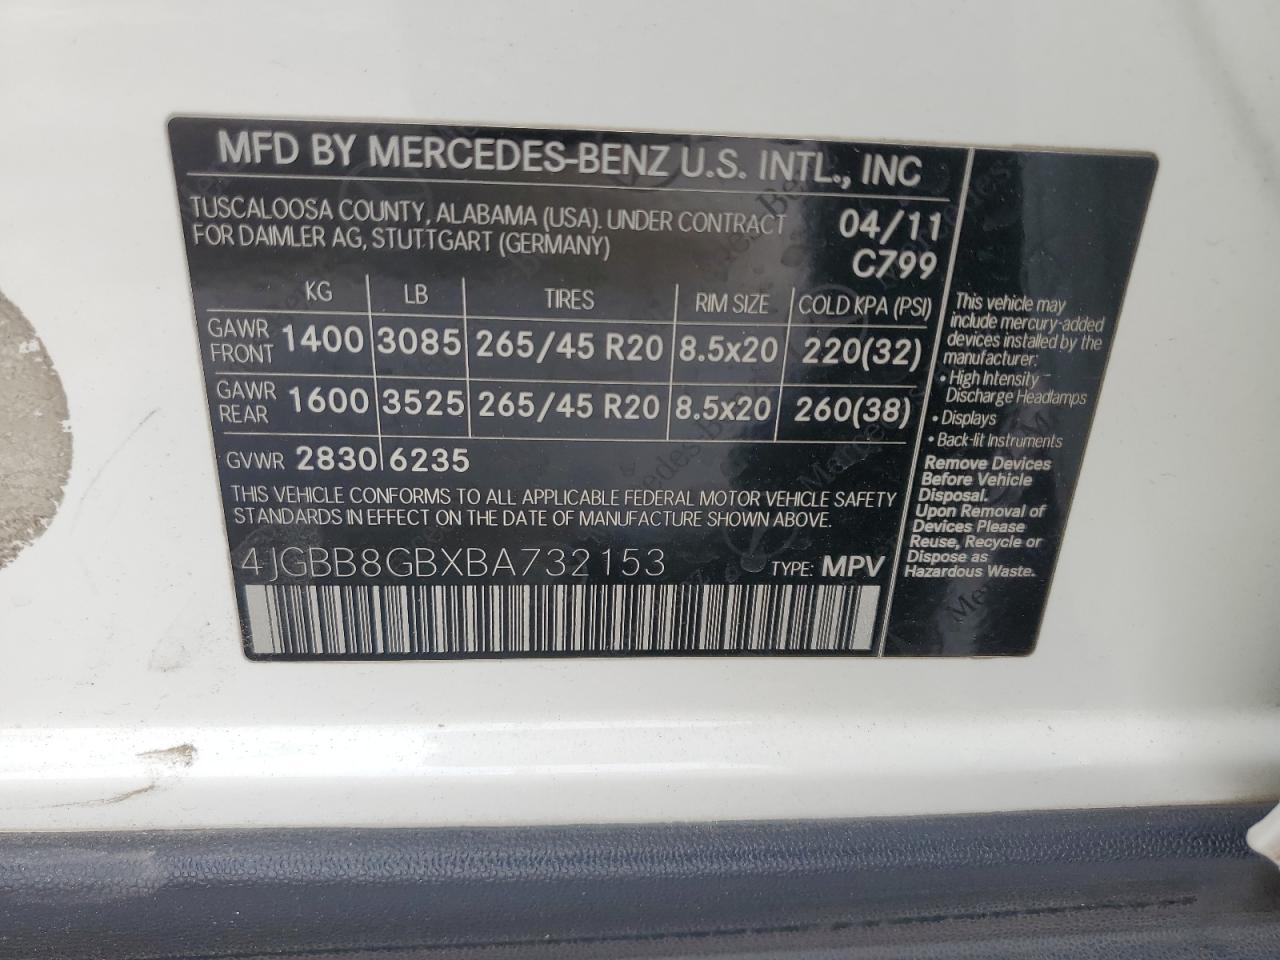 MFD BY MERCEDES-BENZ U.S. INTL., INC
TUSCALOOSA COUNTY, ALABAMA (USA). UNDER CONTRACT
FOR DAIMLER AG, STUTTGART (GERMANY)
04/11
C799
KG LB TIRES RIM SIZE COLD KPA (PSI)
GAWR FRONT 1400 3085 265/45 R20 8.5x20 220(32)
GAWR REAR 1600 3525 265/45 R20 8.5x20 260(38)
GVWR 2830 6235
THIS VEHICLE CONFORMS TO ALL APPLICABLE FEDERAL MOTOR VEHICLE SAFETY
STANDARDS IN EFFECT ON THE DATE OF MANUFACTURE SHOWN ABOVE.
4JGBB8GBXBA732153 TYPE: MPV
This vehicle may
include mercury-added
devices installed by the
manufacturer:
• High Intensity
Discharge Headlamps
• Displays
• Back-lit Instruments
Remove Devices
Before Vehicle
Disposal.
Upon Removal of
Devices Please
Reuse, Recycle or
Dispose as
Hazardous Waste.